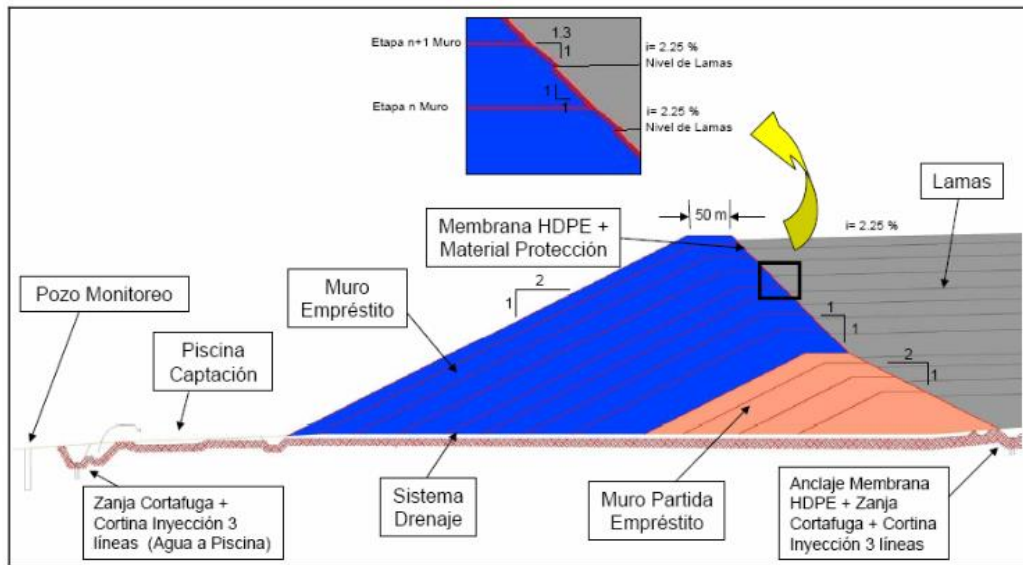 Etapa n+1 Muro
Etapa n Muro
1.3
1
1
1
i= 2.25 %
Nivel de Lamas
i= 2.25 %
Nivel de Lamas
Lamas
50 m
i= 2.25 %
Membrana HDPE +
Material Protección
Pozo Monitoreo
Muro
Empréstito
2
1
Piscina
Captación
1
1
2
1
Zanja Cortafuga +
Cortina Inyección 3
líneas (Agua a Piscina)
Sistema
Drenaje
Muro Partida
Empréstito
Anclaje Membrana
HDPE + Zanja
Cortafuga + Cortina
Inyección 3 líneas